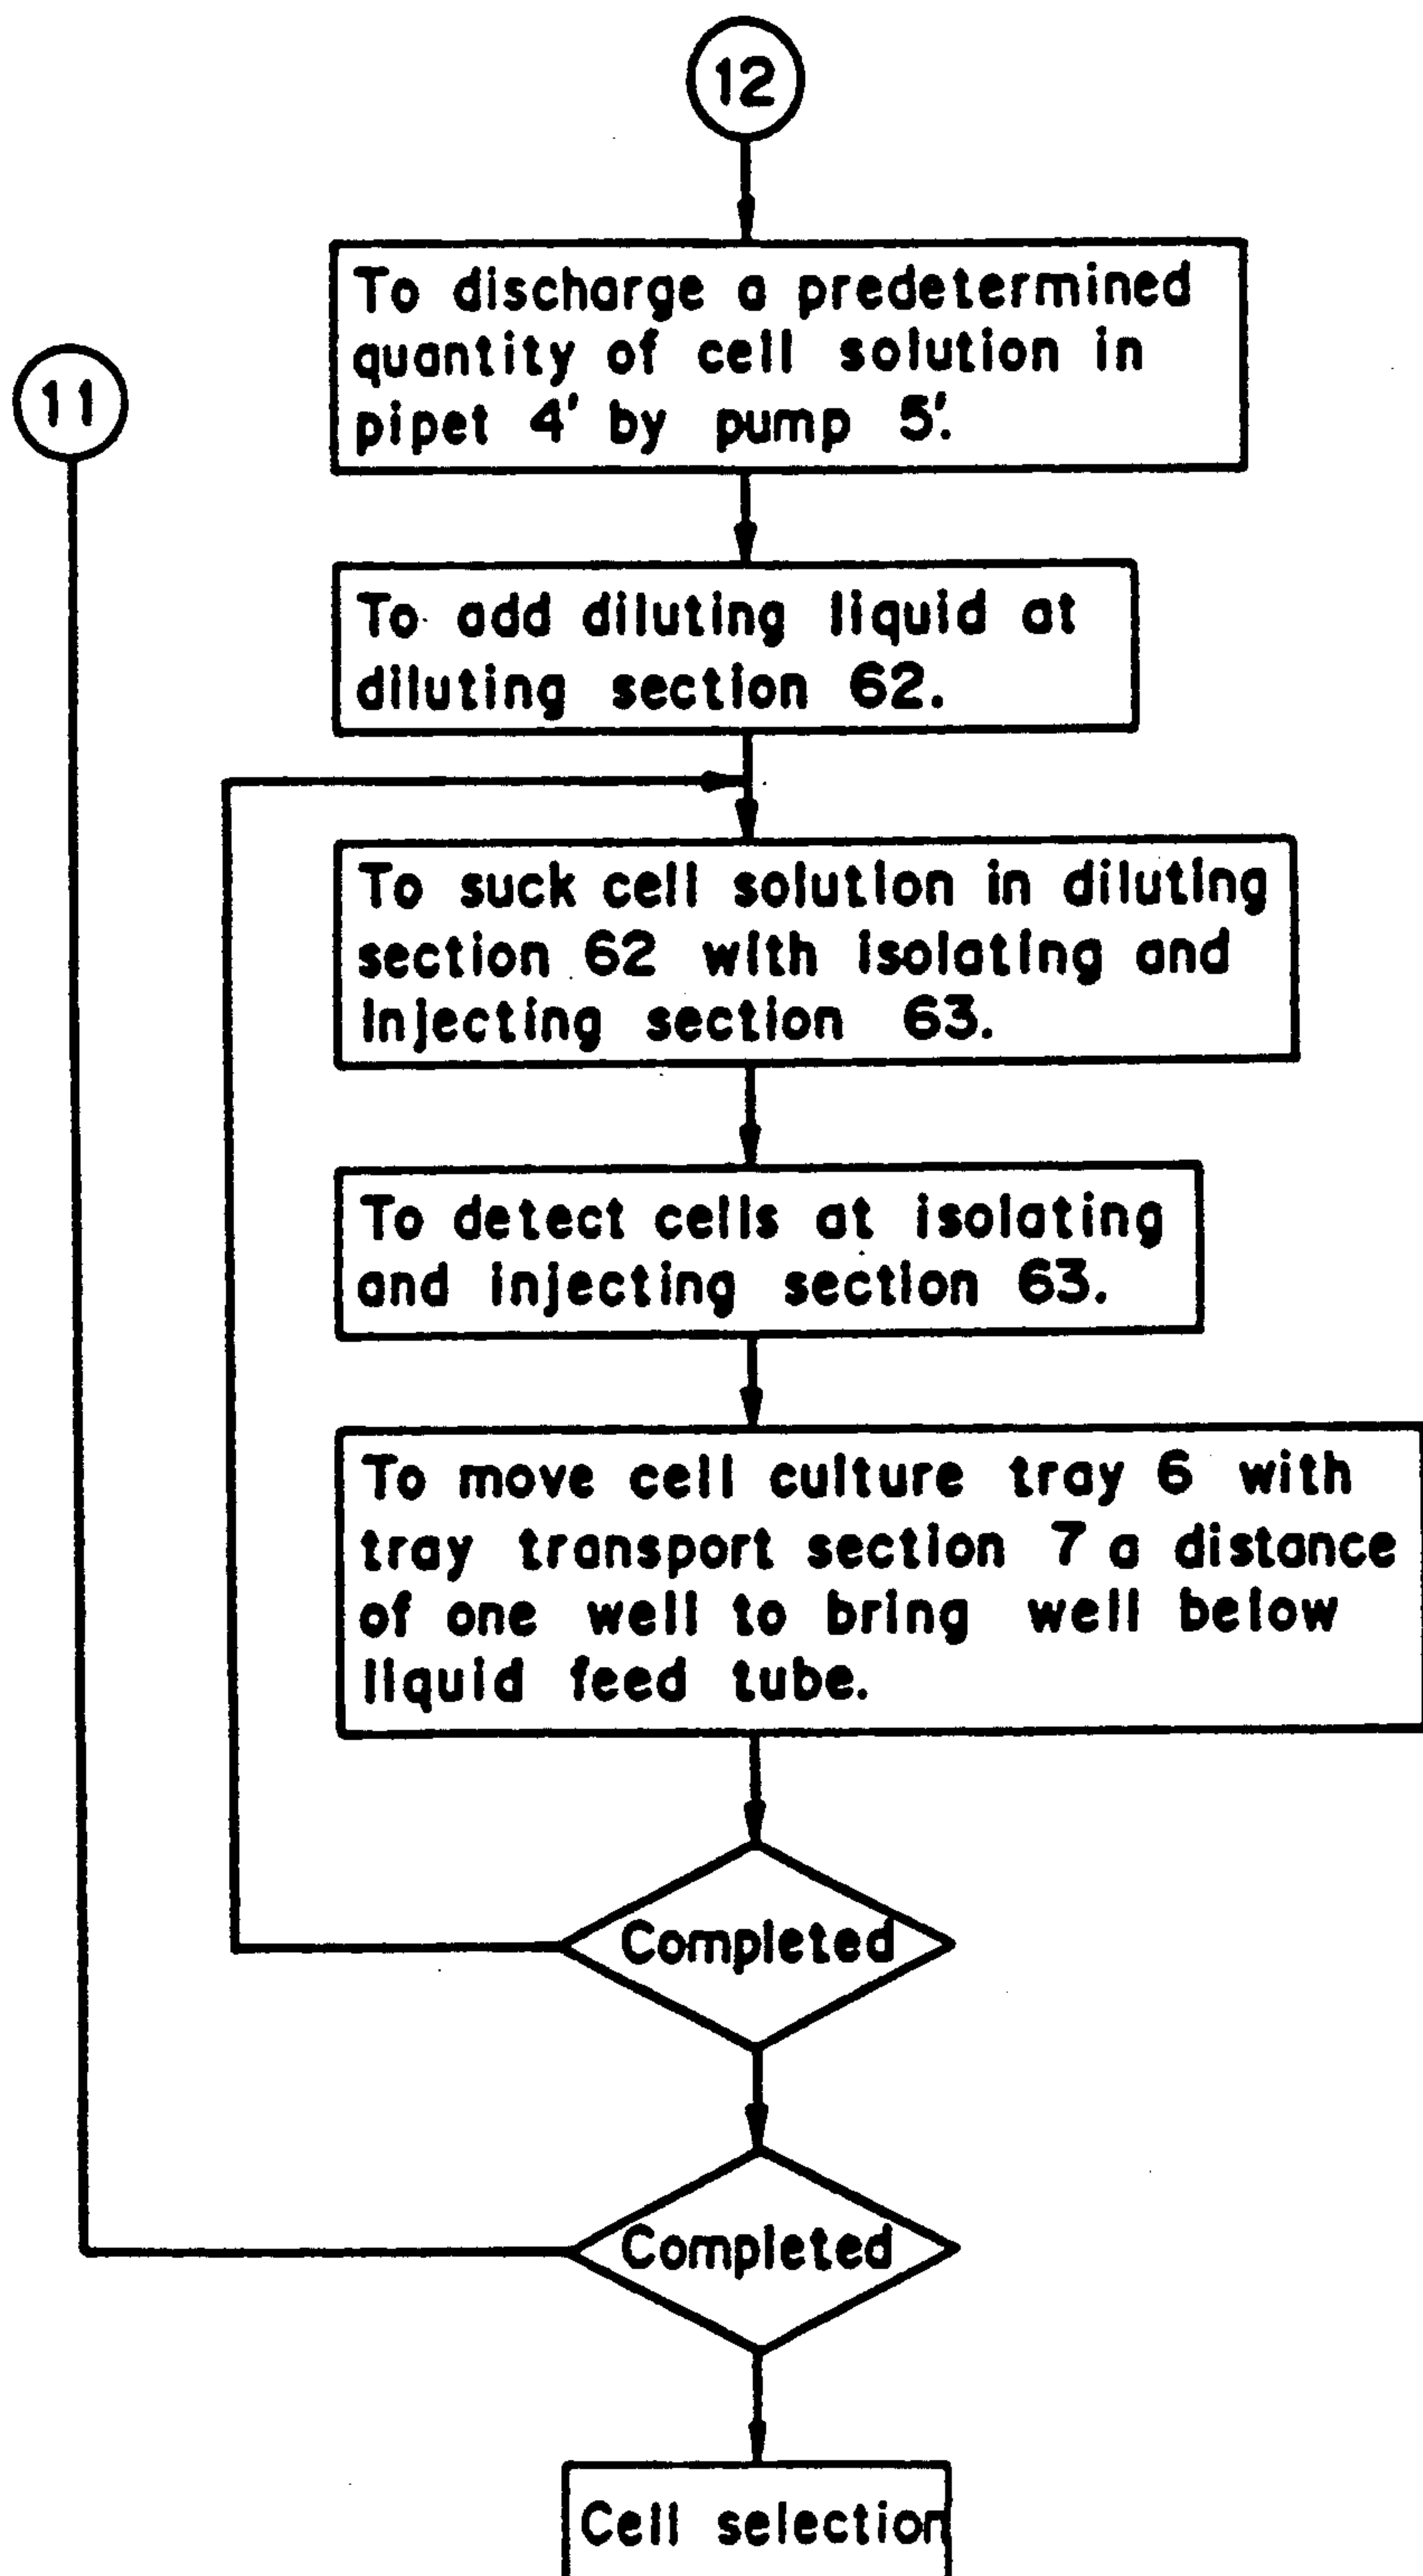 12
To discharge a predetermined
quantity of cell solution in
pipet 4' by pump 5'.
11
To add diluting liquid at
diluting section 62.
To suck cell solution in diluting
section 62 with isolating and
injecting section 63.
To detect cells at isolating
and injecting section 63.
To move cell culture tray 6 with
tray transport section 7 a distance
of one well to bring well below
liquid feed tube.
Completed
Completed
Cell selection